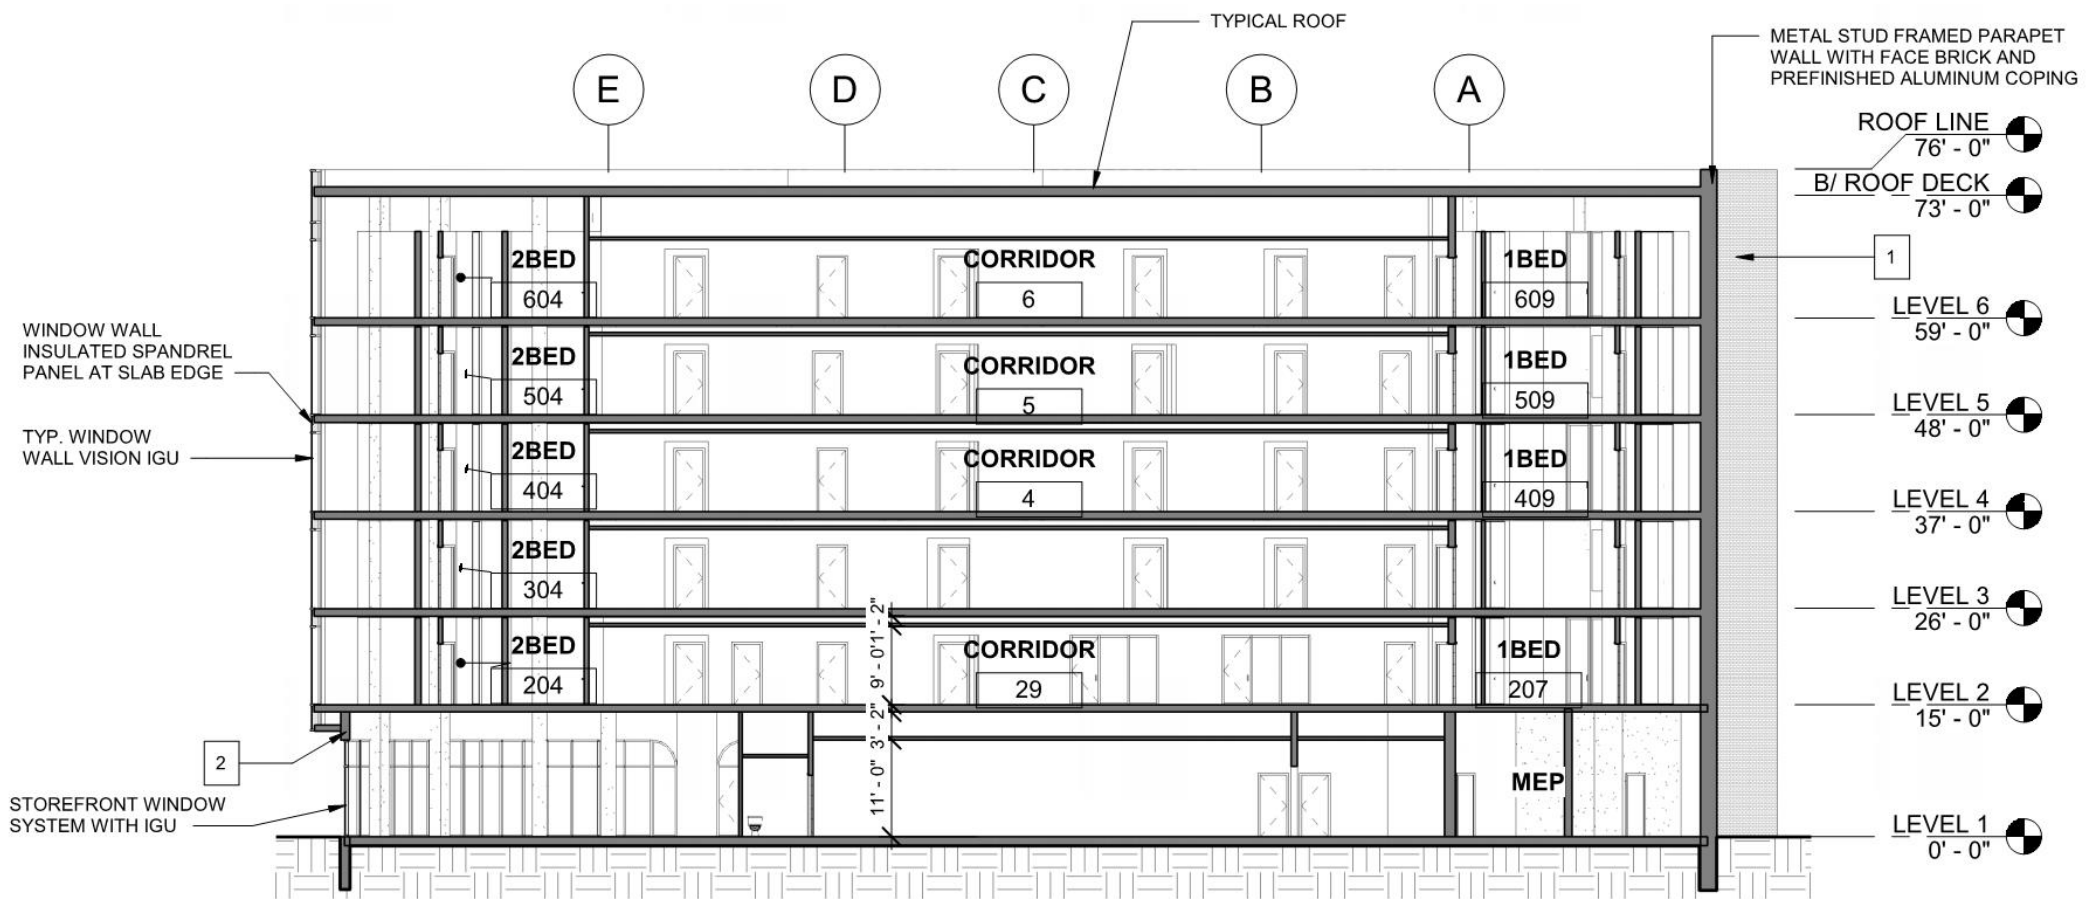 TYPICAL ROOF
METAL STUD FRAMED PARAPET
WALL WITH FACE BRICK AND
PREFINISHED ALUMINUM COPING
E
D
C
B
A
ROOF LINE
76' - 0"
B/ ROOF DECK
73' - 0"
2BED
604
CORRIDOR
6
1BED
609
1
LEVEL 6
59' - 0"
WINDOW WALL
INSULATED SPANDREL
PANEL AT SLAB EDGE
2BED
504
CORRIDOR
5
1BED
509
LEVEL 5
48' - 0"
TYP. WINDOW
WALL VISION IGU
2BED
404
CORRIDOR
4
1BED
409
LEVEL 4
37' - 0"
2BED
304
LEVEL 3
26' - 0"
1' - 2"
9' - 0"
2BED
204
CORRIDOR
29
1BED
207
LEVEL 2
15' - 0"
3' - 2"
11' - 0"
2
MEP
STOREFRONT WINDOW
SYSTEM WITH IGU
LEVEL 1
0' - 0"